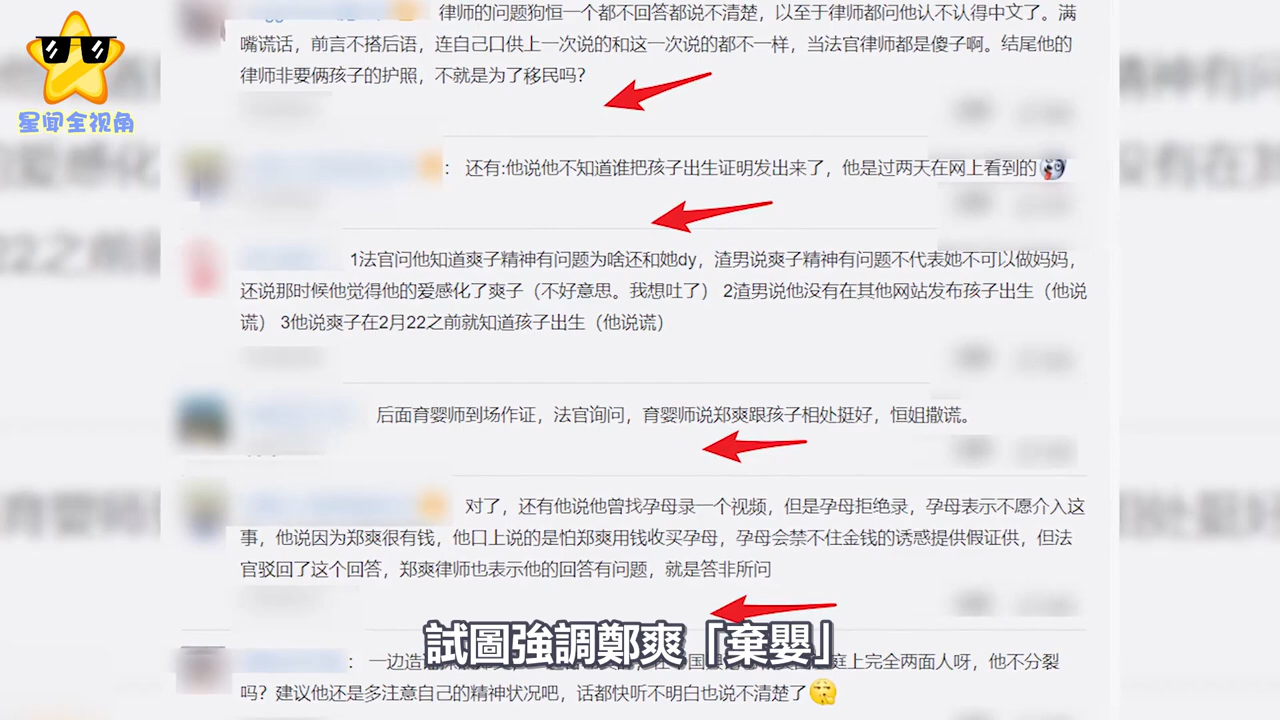 律师的问题狗恒一个都不回答都说不清楚，以至于律师都问他认不认得中文了。满
嘴谎话，前言不搭后语，连自己口供上一次说的和这一次说的都不一样，当法官律师都是傻子啊。结尾他的
律师非要俩孩子的护照，不就是为了移民吗？
星闻全视角
： 还有:他说他不知道谁把孩子出生证明发出来了，他是过两天在网上看到的
1法官问他知道爽子精神有问题为啥还和她dy，渣男说爽子精神有问题不代表她不可以做妈妈，
还说那时候他觉得他的爱感化了爽子（不好意思。我想吐了） 2渣男说他没有在其他网站发布孩子出生（他说
谎） 3他说爽子在2月22之前就知道孩子出生（他说谎）
后面育婴师到场作证，法官询问，育婴师说郑爽跟孩子相处挺好，恒姐撒谎。
对了，还有他说他曾找孕母录一个视频，但是孕母拒绝录，孕母表示不愿介入这
事，他说因为郑爽很有钱，他口上说的是怕郑爽用钱收买孕母，孕母会禁不住金钱的诱惑提供假证供，但法
官驳回了这个回答，郑爽律师也表示他的回答有问题，就是答非所问
試圖強調鄭爽「棄嬰」
： 一边造谣
庭上完全两面人呀，他不分裂
吗？建议他还是多注意自己的精神状况吧，话都快听不明白也说不清楚了